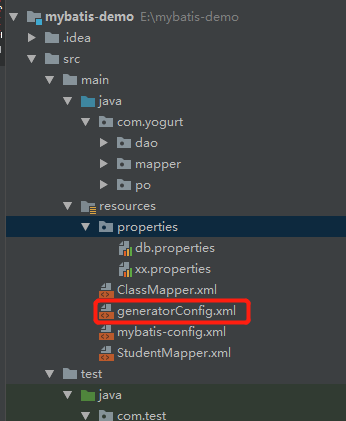 mybatis-demo E:\mybatis-demo
.idea
src
main
java
com.yogurt
dao
mapper
po
resources
properties
db.properties
xx.properties
ClassMapper.xml
generatorConfig.xml
mybatis-config.xml
StudentMapper.xml
test
java
com.test